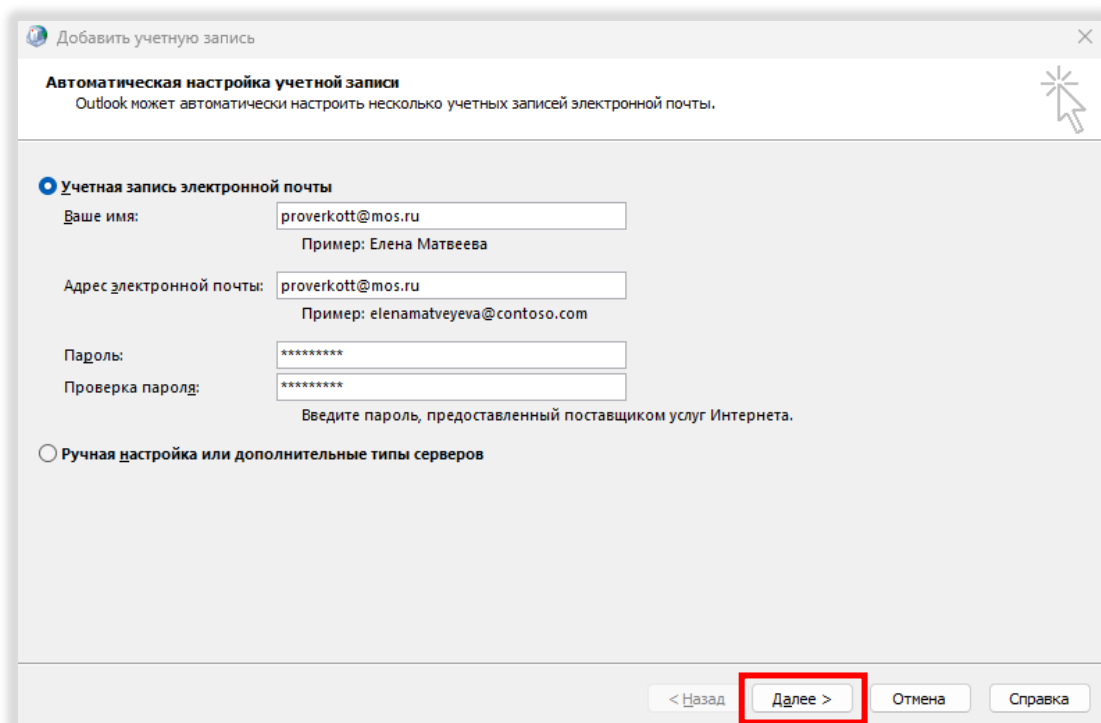 Добавить учетную запись
Автоматическая настройка учетной записи
Outlook может автоматически настроить несколько учетных записей электронной почты.
Учетная запись электронной почты
Ваше имя: proverkott@mos.ru
Пример: Елена Матвеева
Адрес электронной почты: proverkott@mos.ru
Пример: elenamatveyeva@contoso.com
Пароль: *********
Проверка пароля: *********
Введите пароль, предоставленный поставщиком услуг Интернета.
Ручная настройка или дополнительные типы серверов
< Назад Далее > Отмена Справка